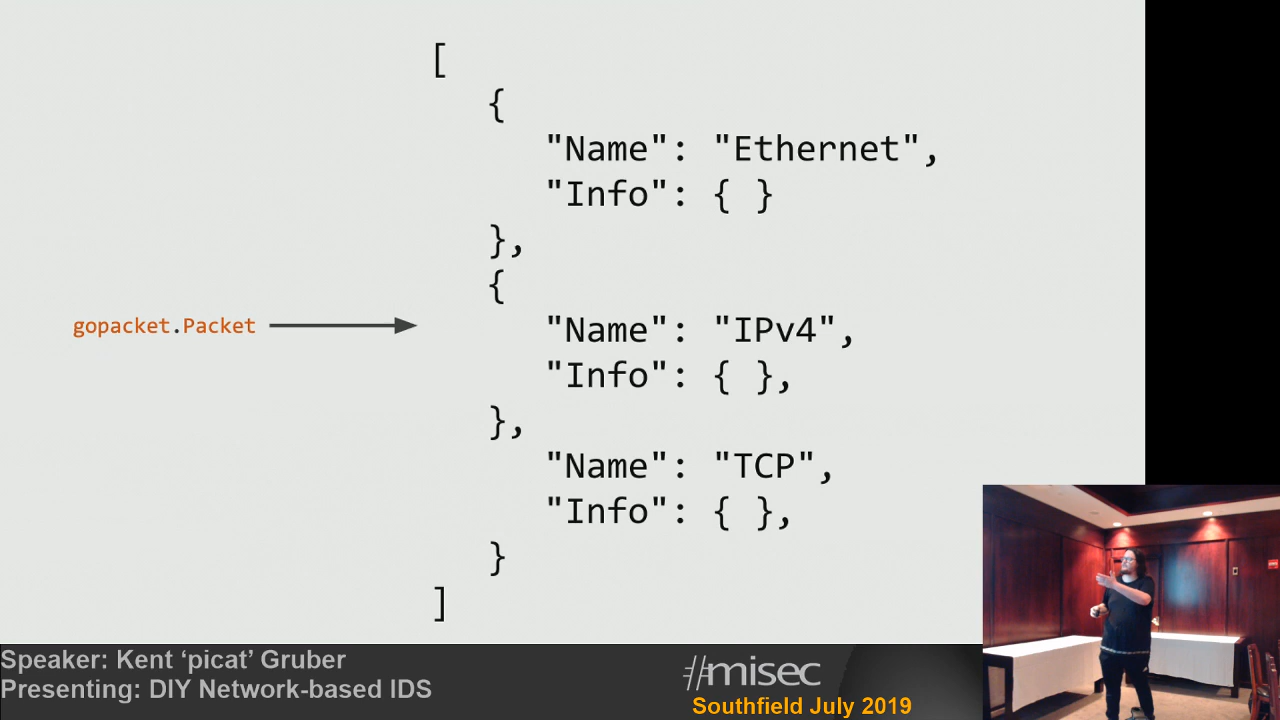 [
{
"Name": "Ethernet",
"Info": { }
},
{
gopacket.Packet
"Name": "IPv4",
"Info": { },
},
"Name": "TCP",
"Info": { },
}
]
Speaker: Kent ‘picat’ Gruber
Presenting: DIY Network-based IDS
#misec
Southfield July 2019